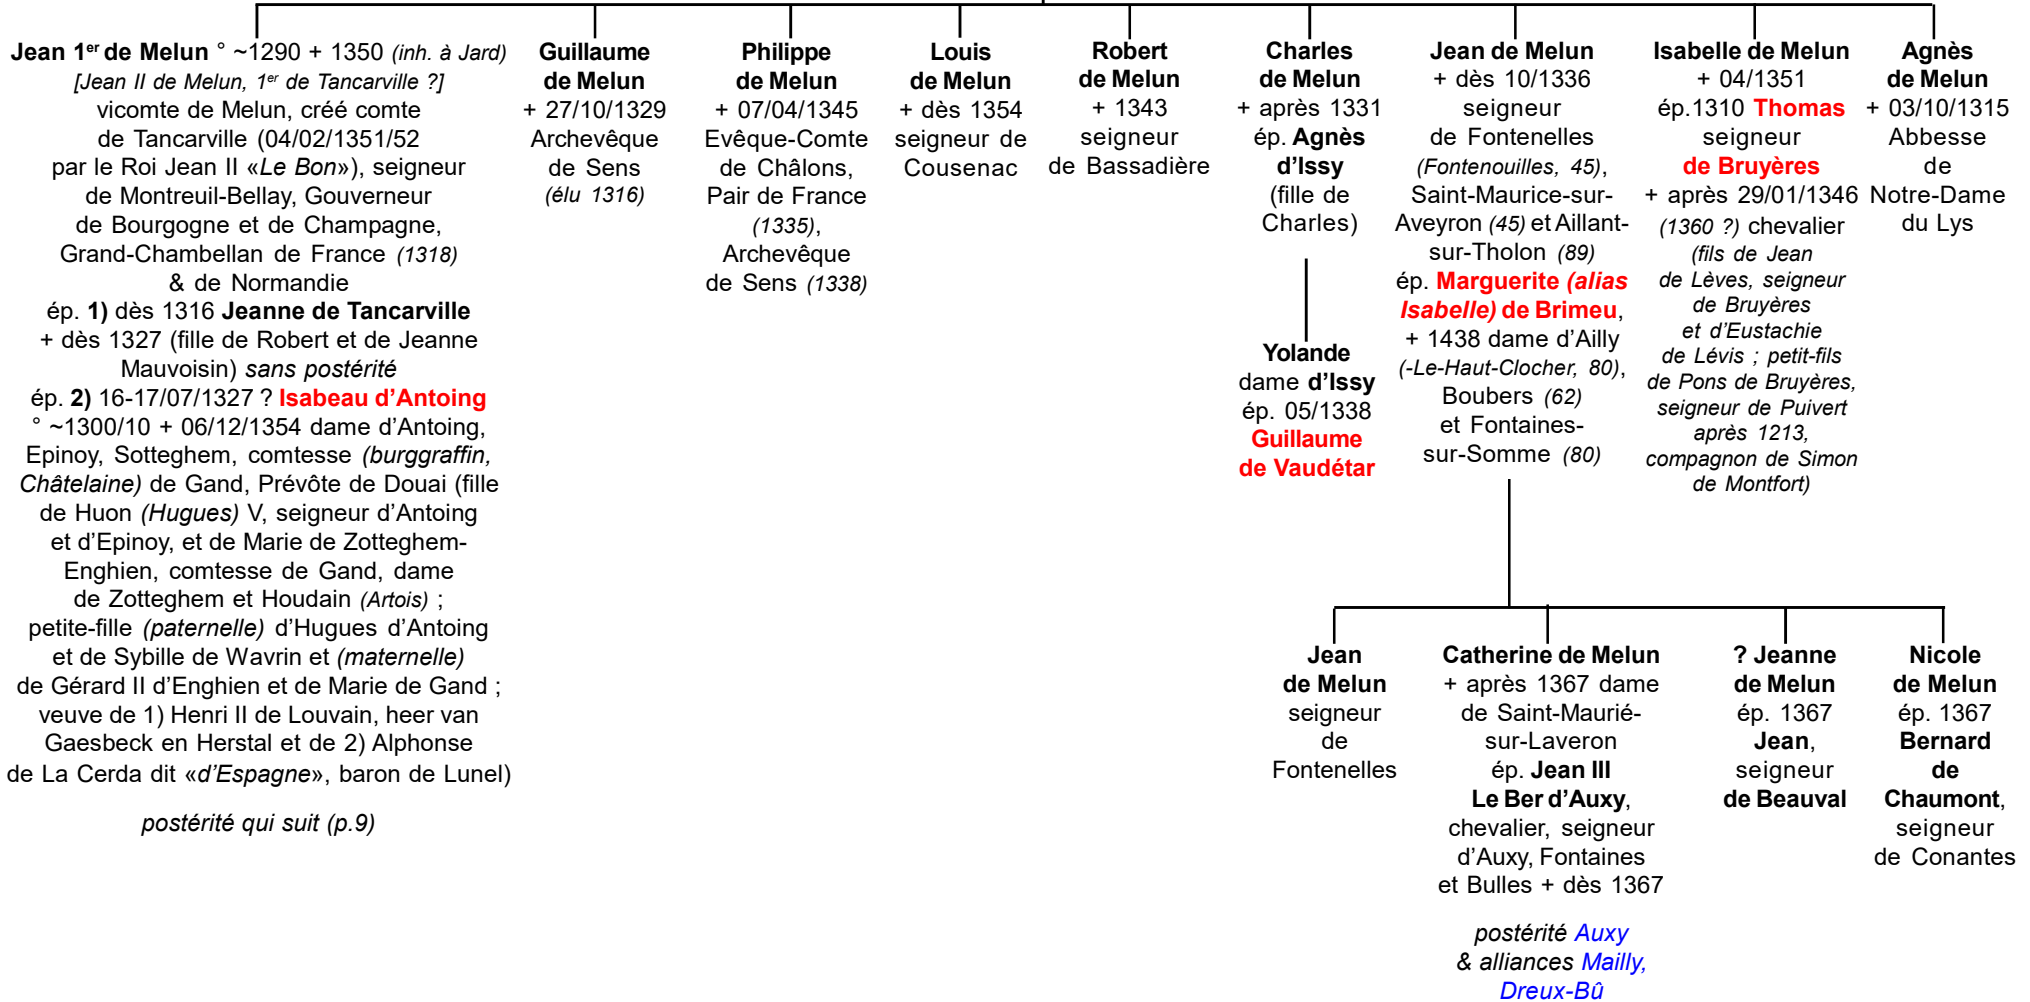 Jean 1er de Melun ° ~1290 + 1350 (inh. à Jard)
[Jean II de Melun, 1er de Tancarville ?]
vicomte de Melun, créé comte
de Tancarville (04/02/1351/52
par le Roi Jean II «Le Bon»), seigneur
de Montreuil-Bellay, Gouverneur
de Bourgogne et de Champagne,
Grand-Chambellan de France (1318)
& de Normandie
ép. 1) dès 1316 Jeanne de Tancarville
+ dès 1327 (fille de Robert et de Jeanne
Mauvoisin) sans postérité
ép. 2) 16-17/07/1327 ? Isabeau d'Antoing
° ~1300/10 + 06/12/1354 dame d'Antoing,
Epinoy, Sotteghem, comtesse (burggraffin,
Châtelaine) de Gand, Prévôte de Douai (fille
de Huon (Hugues) V, seigneur d'Antoing
et d'Epinoy, et de Marie de Zotteghem-
Enghien, comtesse de Gand, dame
de Zotteghem et Houdain (Artois) ;
petite-fille (paternelle) d'Hugues d'Antoing
et de Sybille de Wavrin et (maternelle)
de Gérard II d'Enghien et de Marie de Gand ;
veuve de 1) Henri II de Louvain, heer van
Gaesbeck en Herstal et de 2) Alphonse
de La Cerda dit «d'Espagne», baron de Lunel)
postérité qui suit (p.9)
Guillaume
de Melun
+ 27/10/1329
Archevêque
de Sens
(élu 1316)
Philippe
de Melun
+ 07/04/1345
Evêque-Comte
de Châlons,
Pair de France
(1335),
Archevêque
de Sens (1338)
Louis
de Melun
+ dès 1354
seigneur de
Cousenac
Robert
de Melun
+ 1343
seigneur
de Bassadière
Charles
de Melun
+ après 1331
ép. Agnès
d'Issy
(fille de
Charles)
Yolande
dame d'Issy
ép. 05/1338
Guillaume
de Vaudétar
Jean de Melun
+ dès 10/1336
seigneur
de Fontenelles
(Fontenouilles, 45),
Saint-Maurice-sur-
Aveyron (45) et Aillant-
sur-Tholon (89)
ép. Marguerite (alias
Isabelle) de Brimeu,
+ 1438 dame d'Ailly
(-Le-Haut-Clocher, 80),
Boubers (62)
et Fontaines-
sur-Somme (80)
Isabelle de Melun
+ 04/1351
ép.1310 Thomas
seigneur
de Bruyères
+ après 29/01/1346
(1360 ?) chevalier
(fils de Jean
de Lèves, seigneur
de Bruyères
et d'Eustachie
de Lévis ; petit-fils
de Pons de Bruyères,
seigneur de Puivert
après 1213,
compagnon de Simon
de Montfort)
Agnès
de Melun
+ 03/10/1315
Abbesse
de
Notre-Dame
du Lys
Jean
de Melun
seigneur
de
Fontenelles
Catherine de Melun
+ après 1367 dame
de Saint-Maurié-
sur-Laveron
ép. Jean III
Le Ber d'Auxy,
chevalier, seigneur
d'Auxy, Fontaines
et Bulles + dès 1367
postérité Auxy
& alliances Mailly,
Dreux-Bû
? Jeanne
de Melun
ép. 1367
Jean,
seigneur
de Beauval
Nicole
de Melun
ép. 1367
Bernard
de
Chaumont,
seigneur
de Conantes